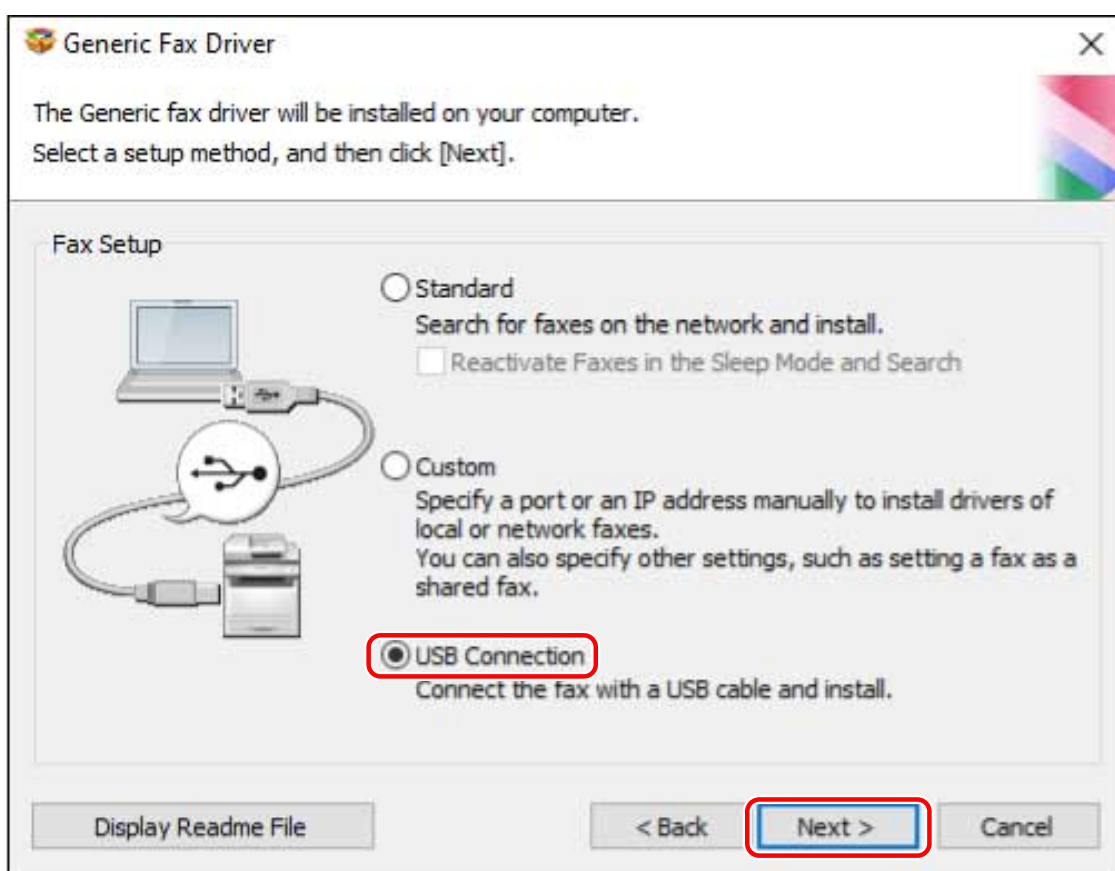 Generic Fax Driver
The Generic fax driver will be installed on your computer.
Select a setup method, and then click [Next].
Fax Setup
Standard
Search for faxes on the network and install.
Reactivate Faxes in the Sleep Mode and Search
Custom
Specify a port or an IP address manually to install drivers of
local or network faxes.
You can also specify other settings, such as setting a fax as a
shared fax.
USB Connection
Connect the fax with a USB cable and install.
Display Readme File
< Back
Next >
Cancel